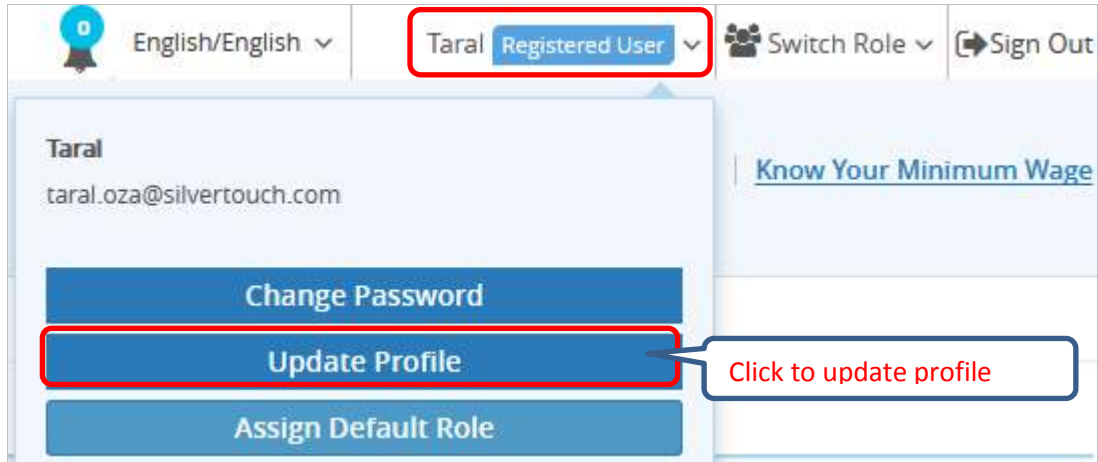 0
English/English
Taral Registered User
Switch Role
Sign Out
Taral
taral.oza@silvertouch.com
Know Your Minimum Wage
Change Password
Update Profile
Click to update profile
Assign Default Role